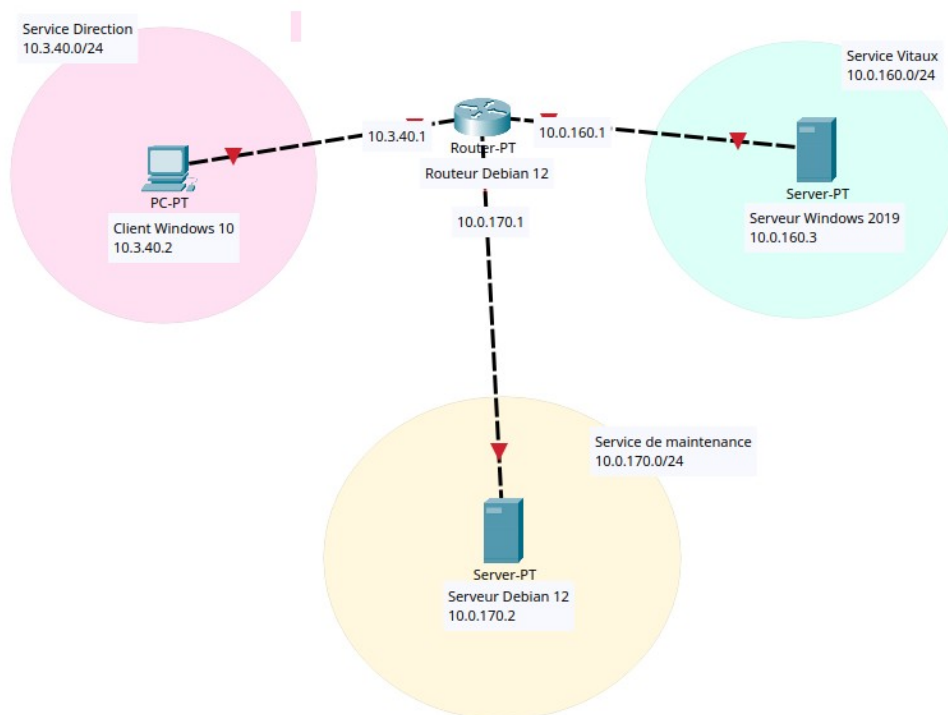 Service Direction
10.3.40.0/24
Service Vitaux
10.0.160.0/24
10.3.40.1
10.0.160.1
Router-PT
Routeur Debian 12
PC-PT
Server-PT
Client Windows 10
10.3.40.2
10.0.170.1
Serveur Windows 2019
10.0.160.3
Service de maintenance
10.0.170.0/24
Server-PT
Serveur Debian 12
10.0.170.2